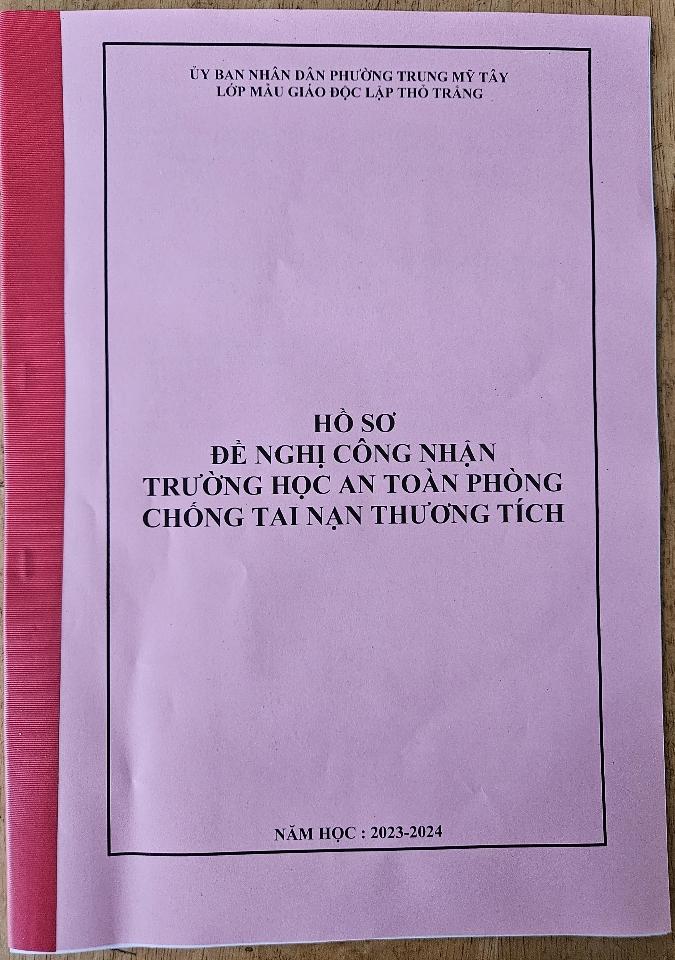 ỦY BAN NHÂN DÂN PHƯỜNG TRUNG MỸ TÂY
LỚP MẪU GIÁO ĐỘC LẬP THỎ TRẮNG
HỒ SƠ
ĐỀ NGHỊ CÔNG NHẬN
TRƯỜNG HỌC AN TOÀN PHÒNG
CHỐNG TAI NẠN THƯƠNG TÍCH
NĂM HỌC : 2023-2024